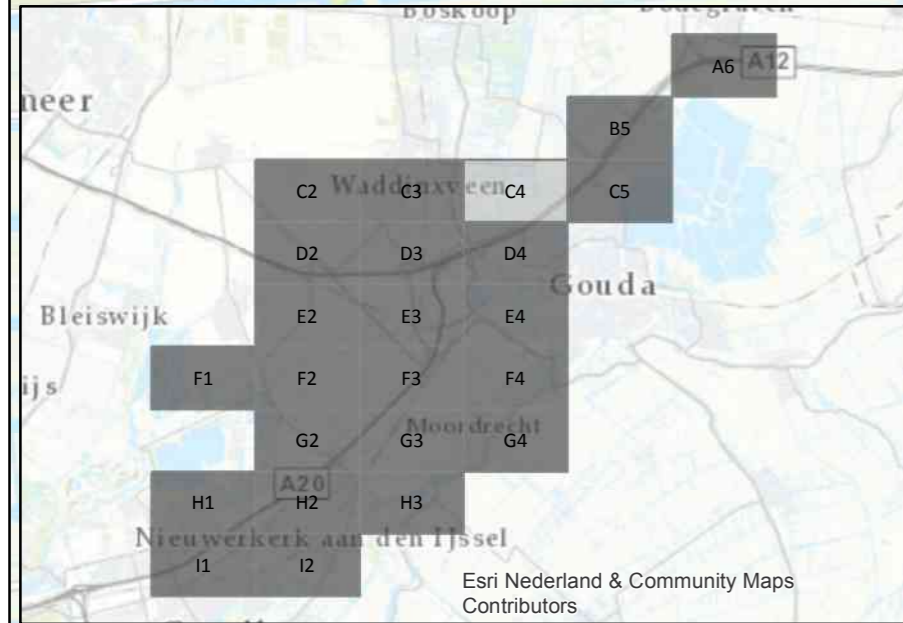 Boskoop
Bodegraven
A6
A12
meer
B5
C2
Waddinxveen
C3
C4
C5
D2
D3
D4
Gouda
Bleiswijk
E2
E3
E4
ijs
F1
F2
F3
F4
G2
Moordrecht
G3
G4
A20
H1
H2
H3
Nieuwerkerk aan den IJssel
I1
I2
Esri Nederland & Community Maps
Contributors